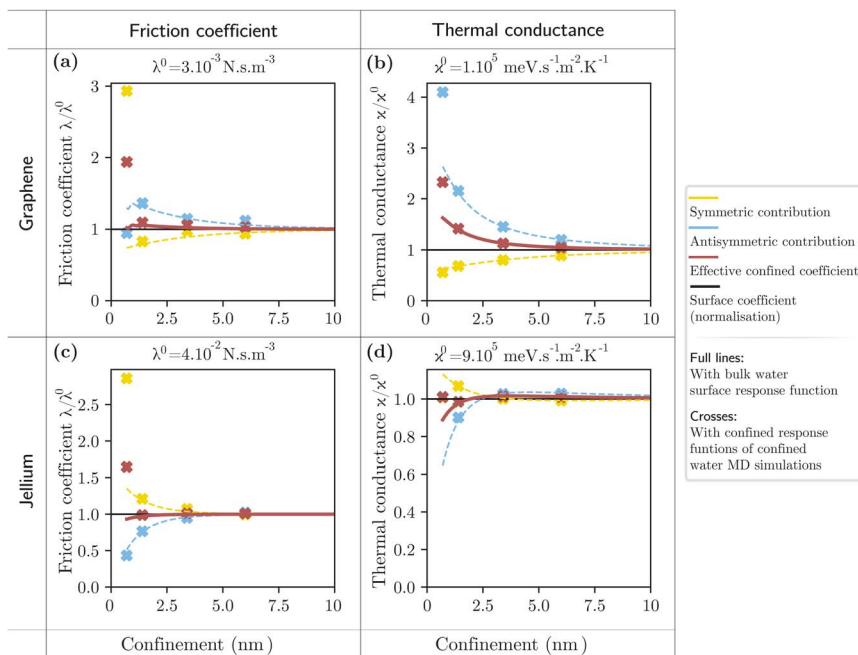 Friction coefficient
Thermal conductance
Graphene
(a)
λ⁰=3.10⁻³ N.s.m⁻³
Friction coefficient λ/λ⁰
3
2
1
0
0 2.5 5.0 7.5 10
(b)
ϰ⁰=1.10⁵ meV.s⁻¹.m⁻².K⁻¹
Thermal conductance ϰ/ϰ⁰
4
3
2
1
0
0 2.5 5.0 7.5 10
Jellium
(c)
λ⁰=4.10⁻² N.s.m⁻³
Friction coefficient λ/λ⁰
2.5
2.0
1.5
1.0
0.5
0.0
0 2.5 5.0 7.5 10
(d)
ϰ⁰=9.10⁵ meV.s⁻¹.m⁻².K⁻¹
Thermal conductance ϰ/ϰ⁰
1.0
0.8
0.6
0.4
0.2
0.0
0 2.5 5.0 7.5 10
Confinement (nm)
Confinement (nm)
Symmetric contribution
Antisymmetric contribution
Effective confined coefficient
Surface coefficient
(normalisation)
Full lines:
With bulk water
surface response function
Crosses:
With confined response
funtions of confined
water MD simulations